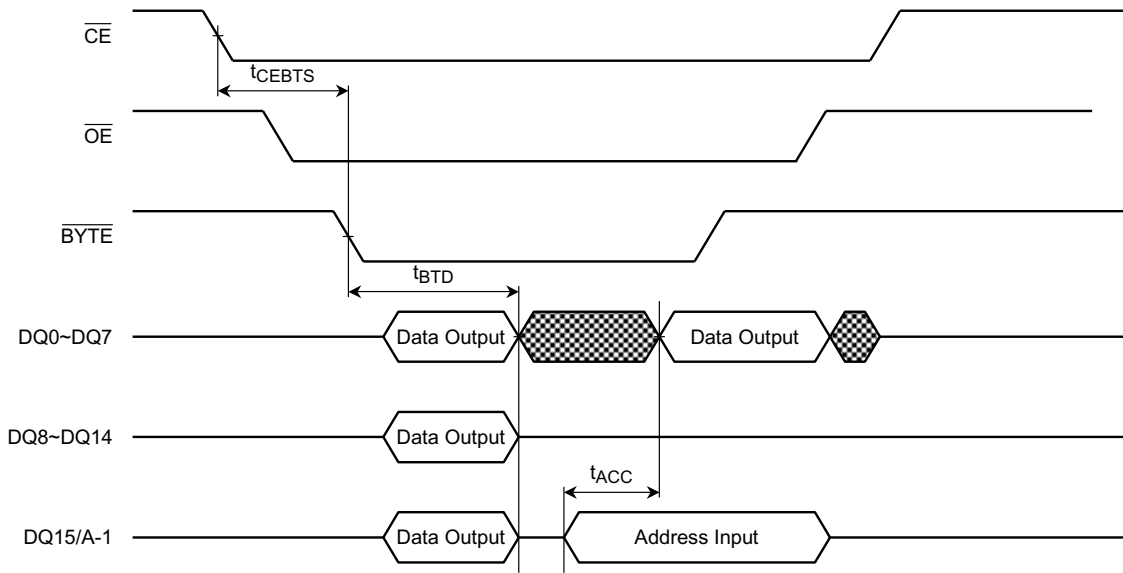 CE
tCEBTS
OE
BYTE
tBTD
DQ0~DQ7
Data Output
Data Output
DQ8~DQ14
Data Output
tACC
DQ15/A-1
Data Output
Address Input